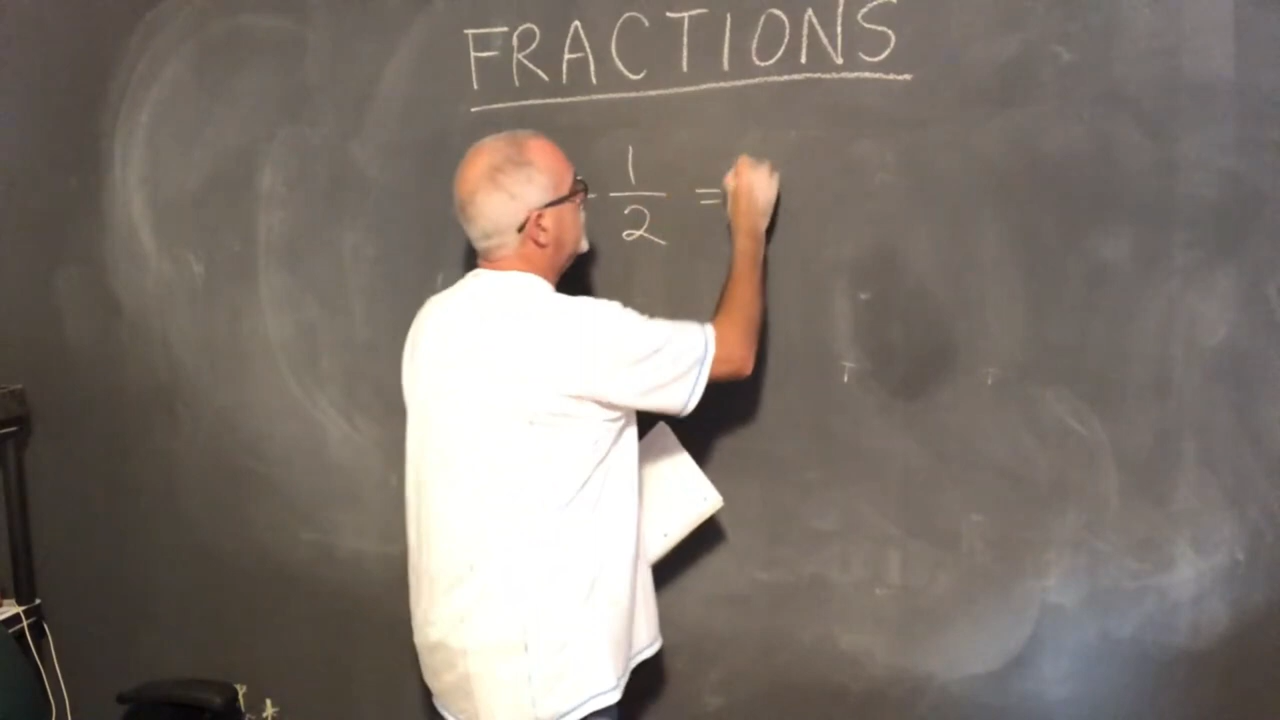 FRACTIONS
- 1/2 =